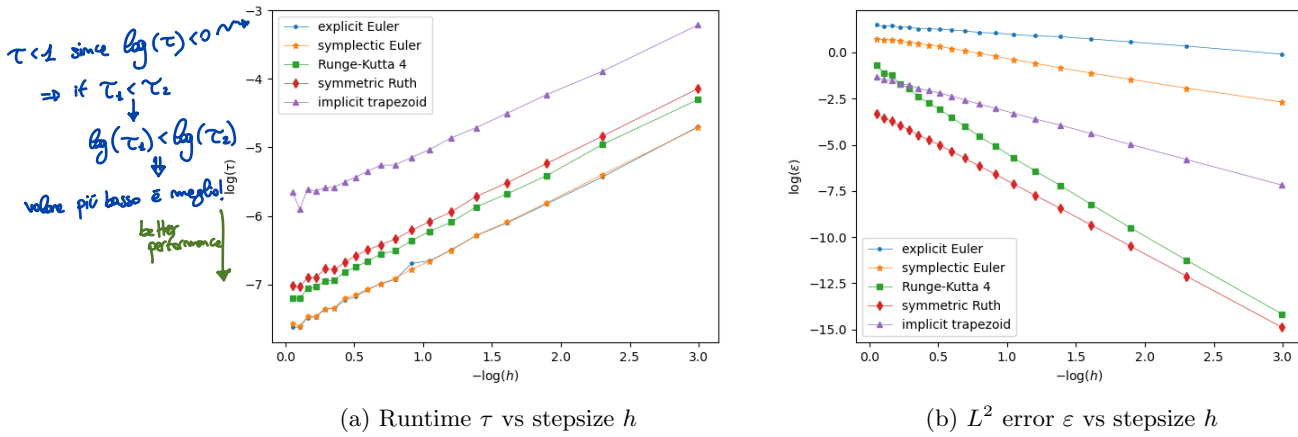 τ<1 since log(τ)<0
⇒ if τ₁<τ₂
log(τ₁)<log(τ₂)
valore più basso è meglio!
better
performance
−3
−4
−5
−6
−7
log(τ)
explicit Euler
symplectic Euler
Runge-Kutta 4
symmetric Ruth
implicit trapezoid
0.0 0.5 1.0 1.5 2.0 2.5 3.0
−log(h)
(a) Runtime τ vs stepsize h
0.0
−2.5
−5.0
−7.5
−10.0
−12.5
−15.0
log(ε)
explicit Euler
symplectic Euler
Runge-Kutta 4
symmetric Ruth
implicit trapezoid
0.0 0.5 1.0 1.5 2.0 2.5 3.0
−log(h)
(b) L² error ε vs stepsize h